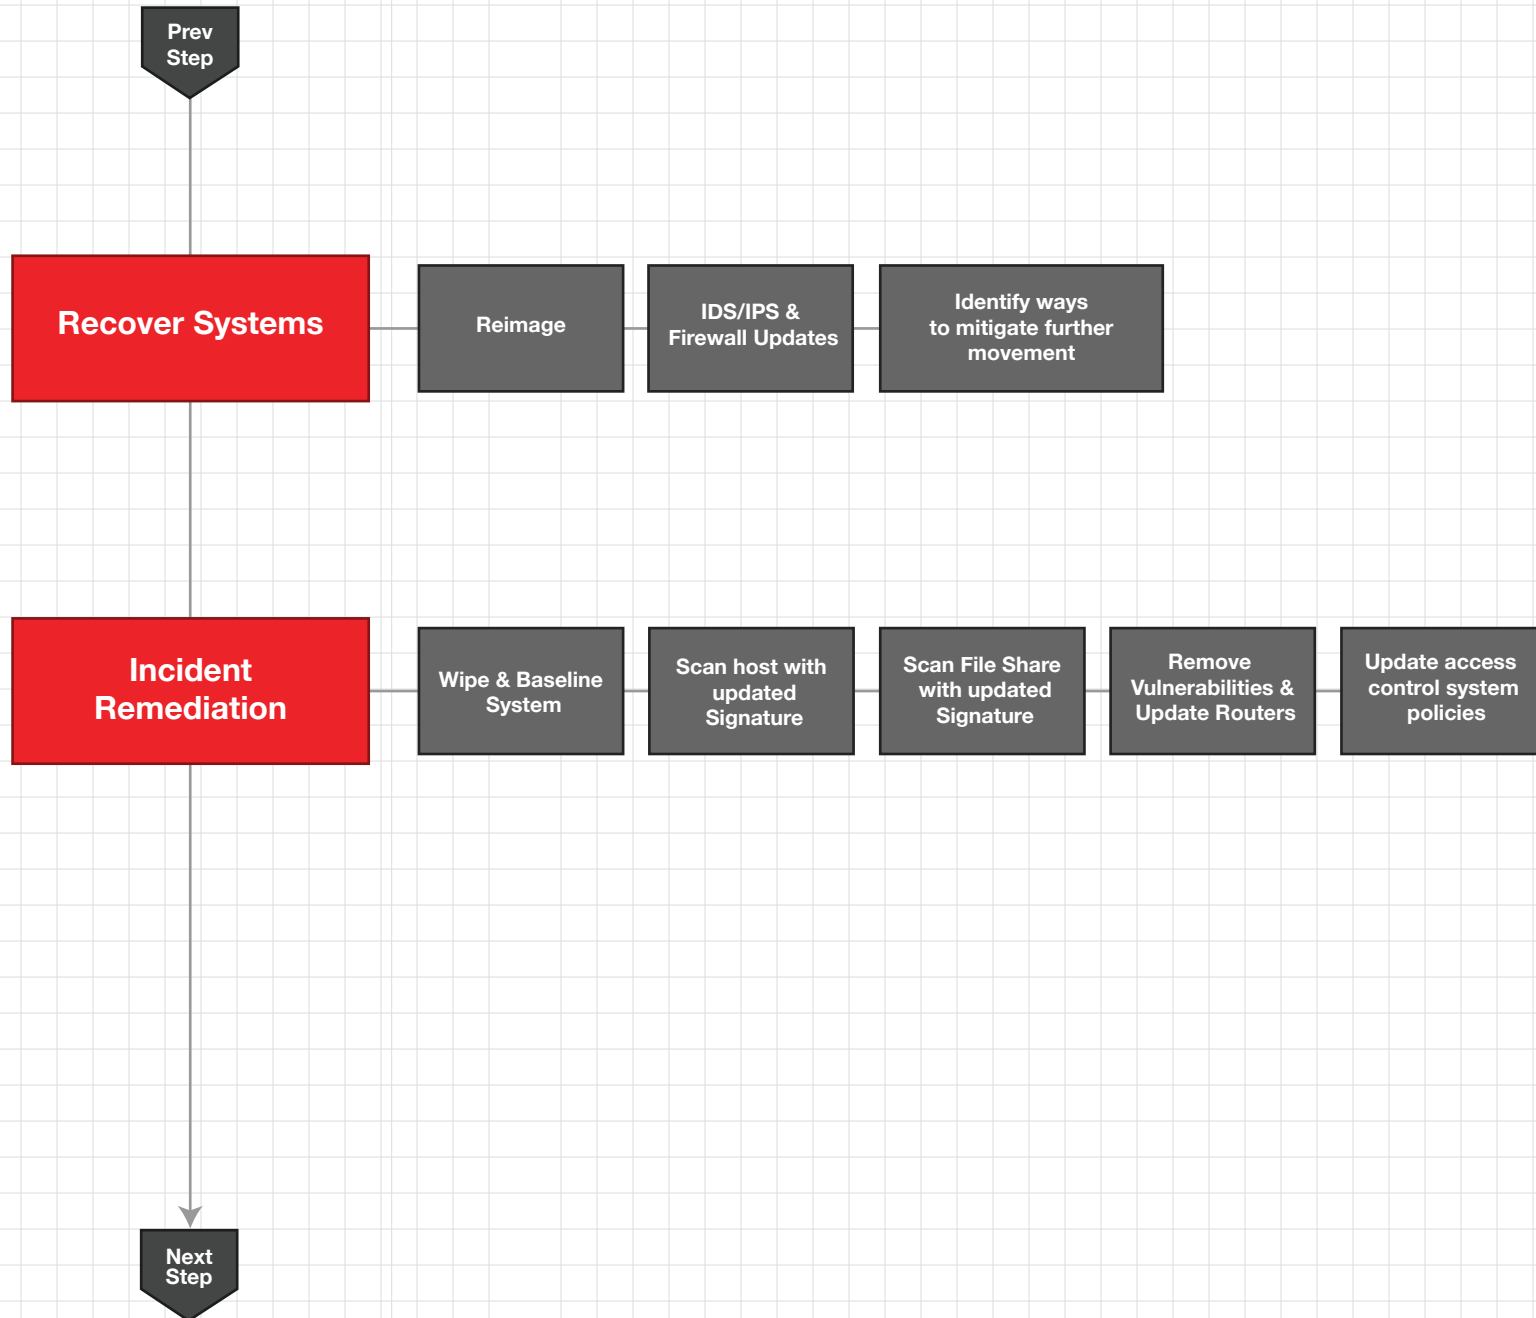 Prev
Step
Recover Systems
Reimage
IDS/IPS &
Firewall Updates
Identify ways
to mitigate further
movement
Incident
Remediation
Wipe & Baseline
System
Scan host with
updated
Signature
Scan File Share
with updated
Signature
Remove
Vulnerabilities &
Update Routers
Update access
control system
policies
Next
Step